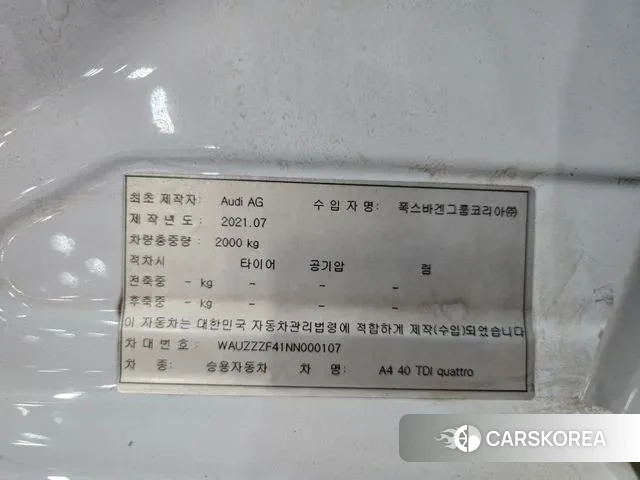 최초 제작자: Audi AG 수 입 자 명: 폭스바겐그룹코리아㈜
제 작 년 도 : 2021.07
차량총중량 : 2000 kg
적차시 타이어 공기압 림
전축중 - kg - - -
후축중 - kg - - -
이 자동차는 대한민국 자동차관리법령에 적합하게 제작(수입)되었습니다
차 대 번 호 : WAUZZZF41NN000107
차 종: 승용자동차 차 명: A4 40 TDI quattro
CARSKOREA